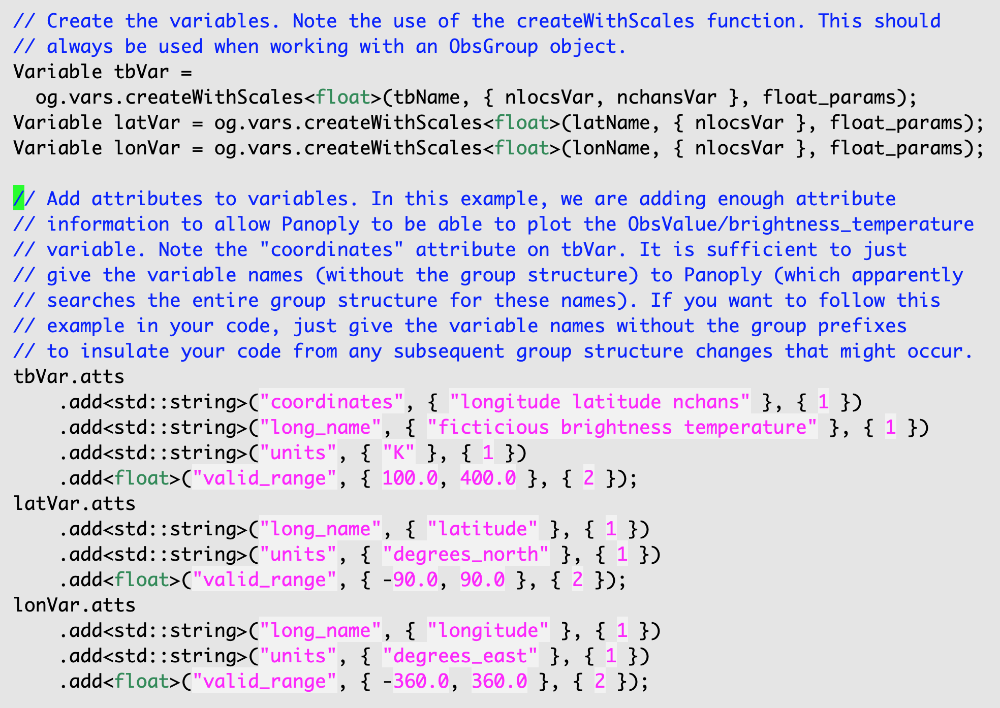 // Create the variables. Note the use of the createWithScales function. This should
// always be used when working with an ObsGroup object.
Variable tbVar =
  og.vars.createWithScales<float>(tbName, { nlocsVar, nchansVar }, float_params);
Variable latVar = og.vars.createWithScales<float>(latName, { nlocsVar }, float_params);
Variable lonVar = og.vars.createWithScales<float>(lonName, { nlocsVar }, float_params);

// Add attributes to variables. In this example, we are adding enough attribute
// information to allow Panoply to be able to plot the ObsValue/brightness_temperature
// variable. Note the "coordinates" attribute on tbVar. It is sufficient to just
// give the variable names (without the group structure) to Panoply (which apparently
// searches the entire group structure for these names). If you want to follow this
// example in your code, just give the variable names without the group prefixes
// to insulate your code from any subsequent group structure changes that might occur.
tbVar.atts
    .add<std::string>("coordinates", { "longitude latitude nchans" }, { 1 })
    .add<std::string>("long_name", { "ficticious brightness temperature" }, { 1 })
    .add<std::string>("units", { "K" }, { 1 })
    .add<float>("valid_range", { 100.0, 400.0 }, { 2 });
latVar.atts
    .add<std::string>("long_name", { "latitude" }, { 1 })
    .add<std::string>("units", { "degrees_north" }, { 1 })
    .add<float>("valid_range", { -90.0, 90.0 }, { 2 });
lonVar.atts
    .add<std::string>("long_name", { "longitude" }, { 1 })
    .add<std::string>("units", { "degrees_east" }, { 1 })
    .add<float>("valid_range", { -360.0, 360.0 }, { 2 });